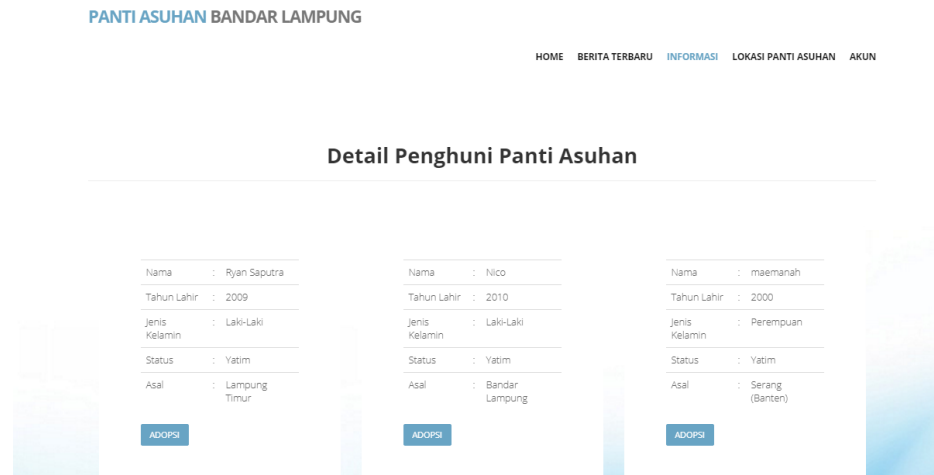 PANTI ASUHAN BANDAR LAMPUNG
HOME BERITA TERBARU INFORMASI LOKASI PANTI ASUHAN AKUN
Detail Penghuni Panti Asuhan
Nama : Ryan Saputra
Tahun Lahir : 2009
Jenis : Laki-Laki
Kelamin
Status : Yatim
Asal : Lampung
Timur
ADOPSI
Nama : Nico
Tahun Lahir : 2010
Jenis : Laki-Laki
Kelamin
Status : Yatim
Asal : Bandar
Lampung
ADOPSI
Nama : maemanah
Tahun Lahir : 2000
Jenis : Perempuan
Kelamin
Status : Yatim
Asal : Serang
(Banten)
ADOPSI